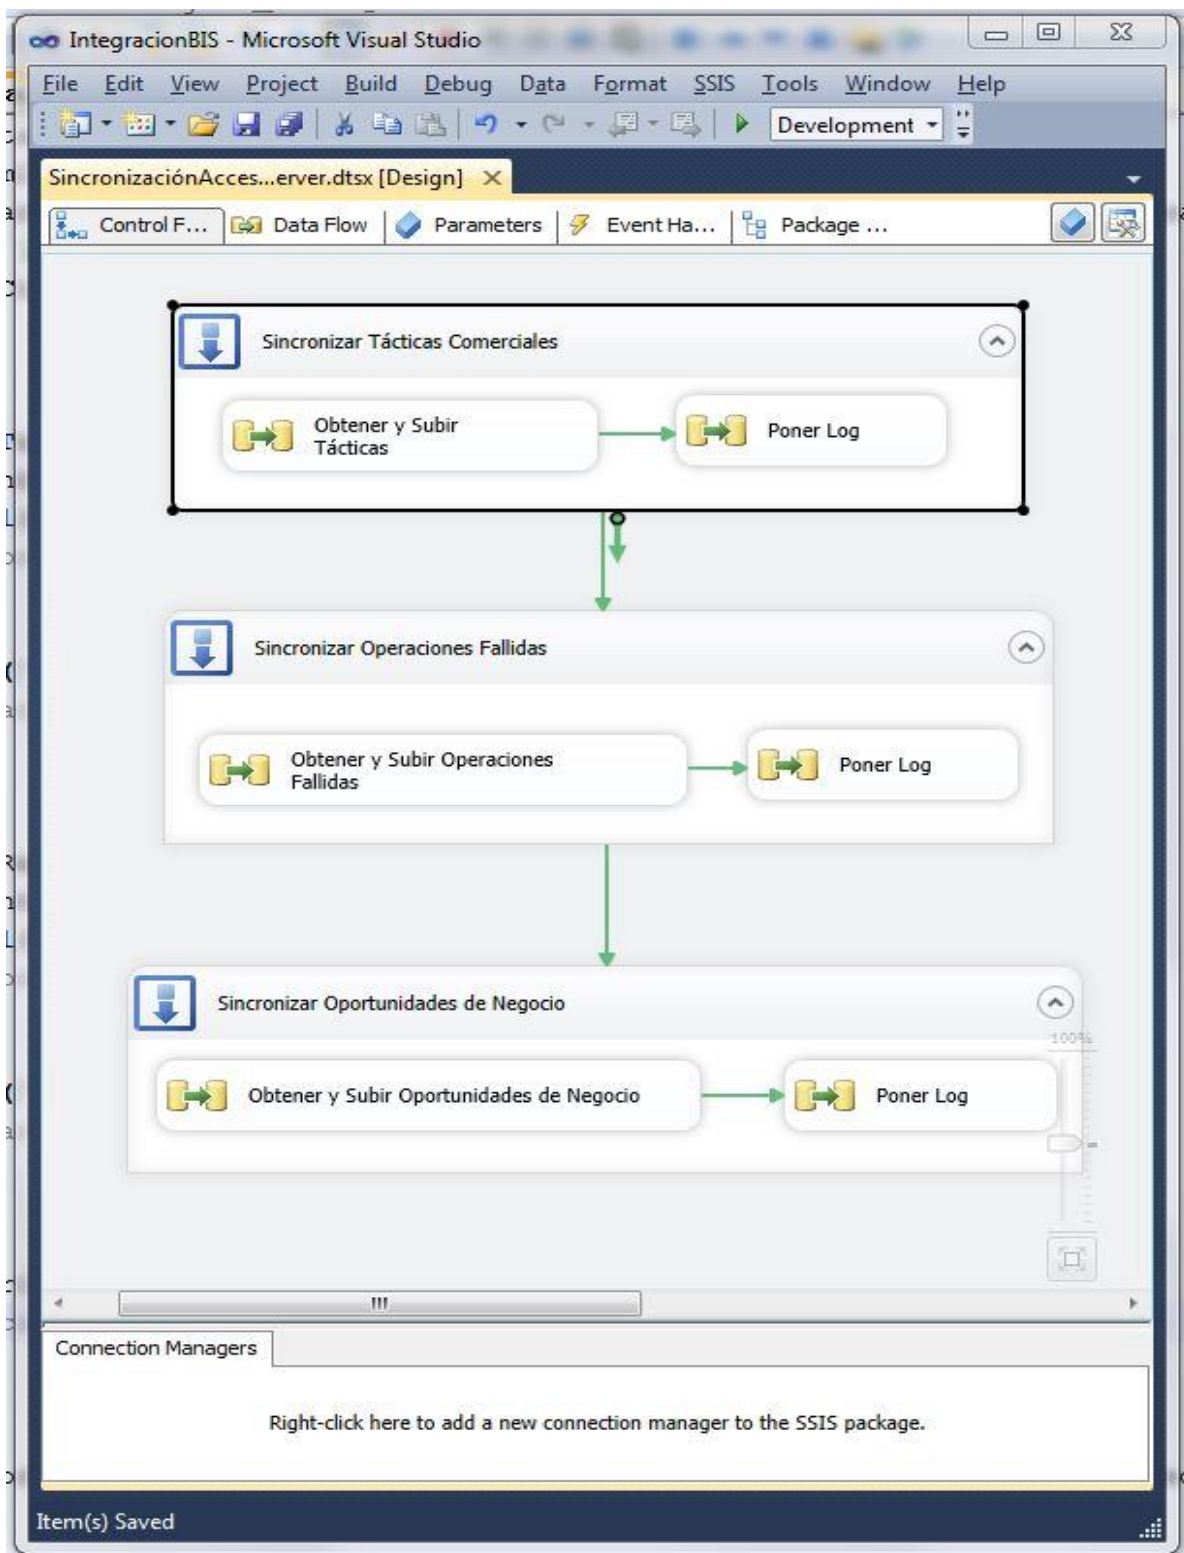 IntegracionBIS - Microsoft Visual Studio
File Edit View Project Build Debug Data Format SSIS Tools Window Help
Development
SincronizaciónAcces...erver.dtsx [Design]
Control F... Data Flow Parameters Event Ha... Package ...
Sincronizar Tácticas Comerciales
Obtener y Subir
Tácticas
Poner Log
Sincronizar Operaciones Fallidas
Obtener y Subir Operaciones
Fallidas
Poner Log
Sincronizar Oportunidades de Negocio
100%
Obtener y Subir Oportunidades de Negocio
Poner Log
Connection Managers
Right-click here to add a new connection manager to the SSIS package.
Item(s) Saved